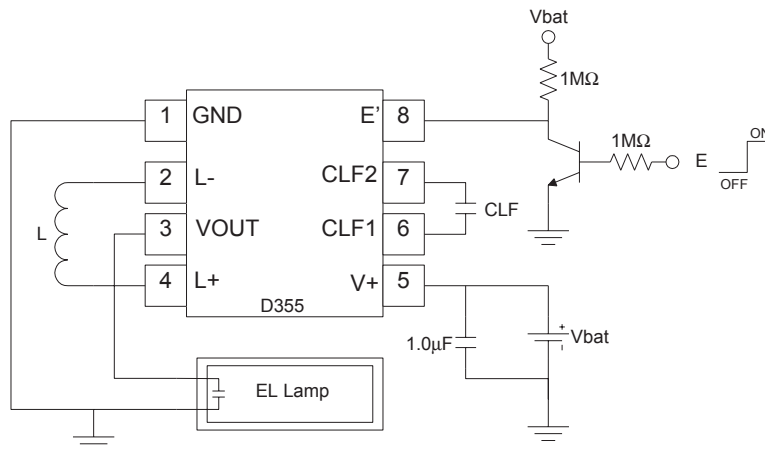 Vbat
1MΩ
1 GND E’ 8
1MΩ
E
ON
OFF
2 L- CLF2 7
CLF
L
3 VOUT CLF1 6
4 L+ V+ 5
D355
1.0μF
+
-
Vbat
EL Lamp